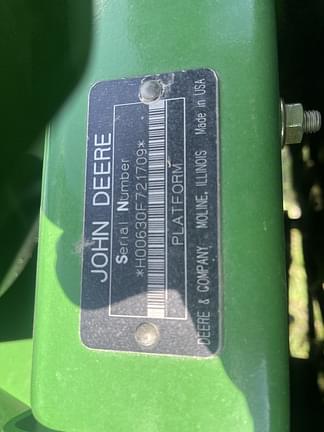 JOHN DEERE
Serial Number
*H00630F721709*
PLATFORM
DEERE & COMPANY MOLINE, ILLINOIS Made in USA